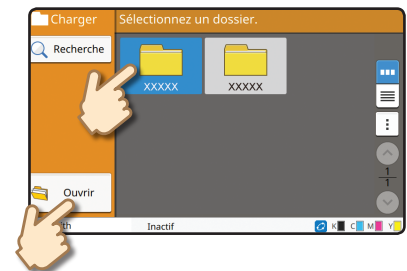 Charger
Sélectionnez un dossier.
Recherche
XXXXX
XXXXX
1
1
Ouvrir
Inactif
K C M Y